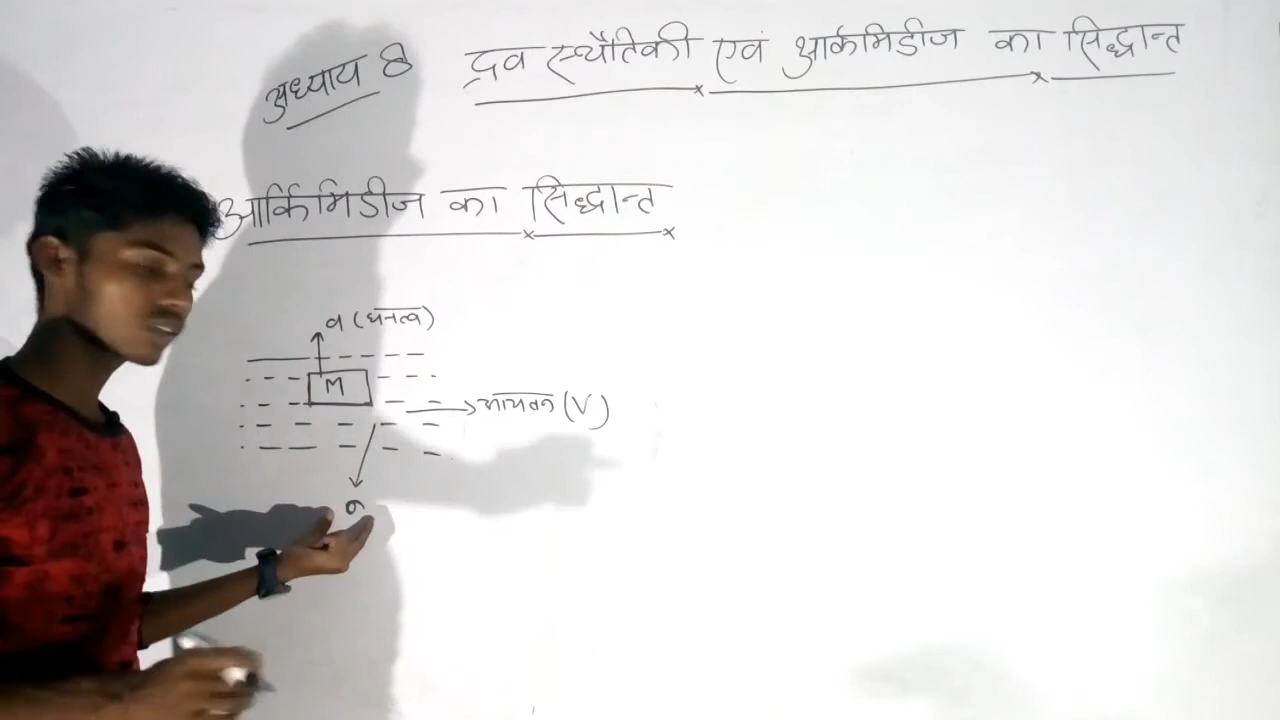 अध्याय 8 द्रव स्थैतिकी एवं आर्कमिडीज का सिद्धान्त
आर्किमिडीज का सिद्धान्त
(घनत्व)
M
आयतन (V)
σ